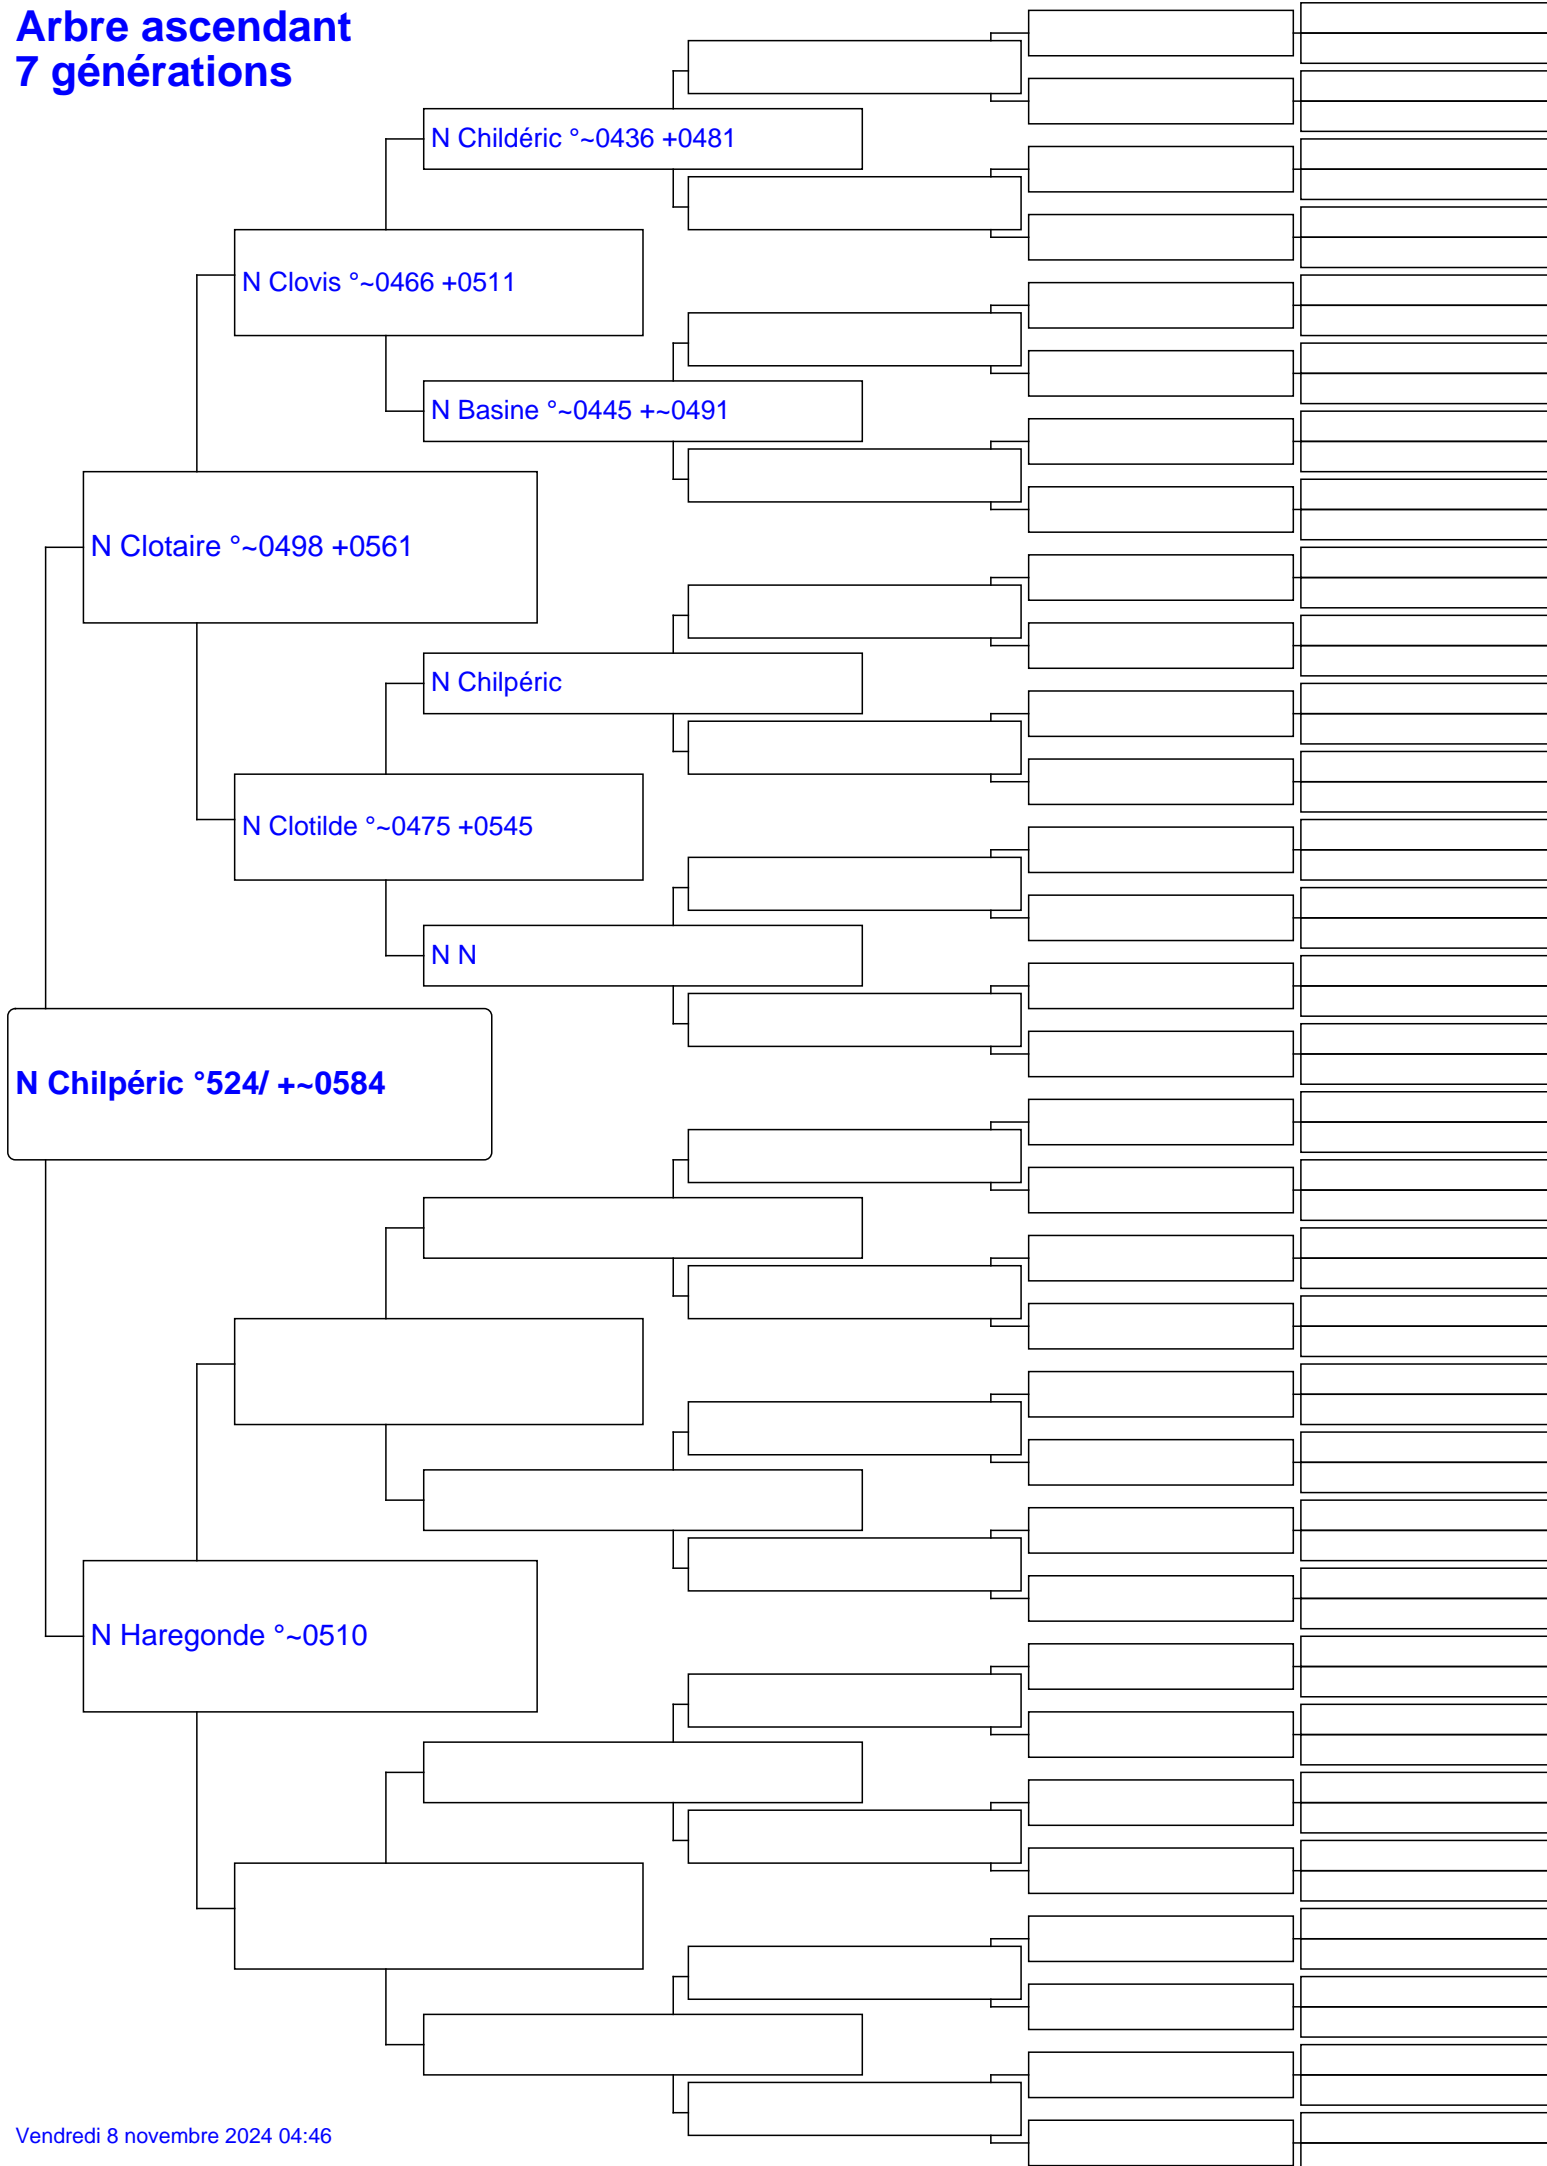 Arbre ascendant
7 générations
N Childéric °~0436 +0481
N Clovis °~0466 +0511
N Basine °~0445 +~0491
N Clotaire °~0498 +0561
N Chilpéric
N Clotilde °~0475 +0545
N N
N Chilpéric °524/ +~0584
N Haregonde °~0510
Vendredi 8 novembre 2024 04:46